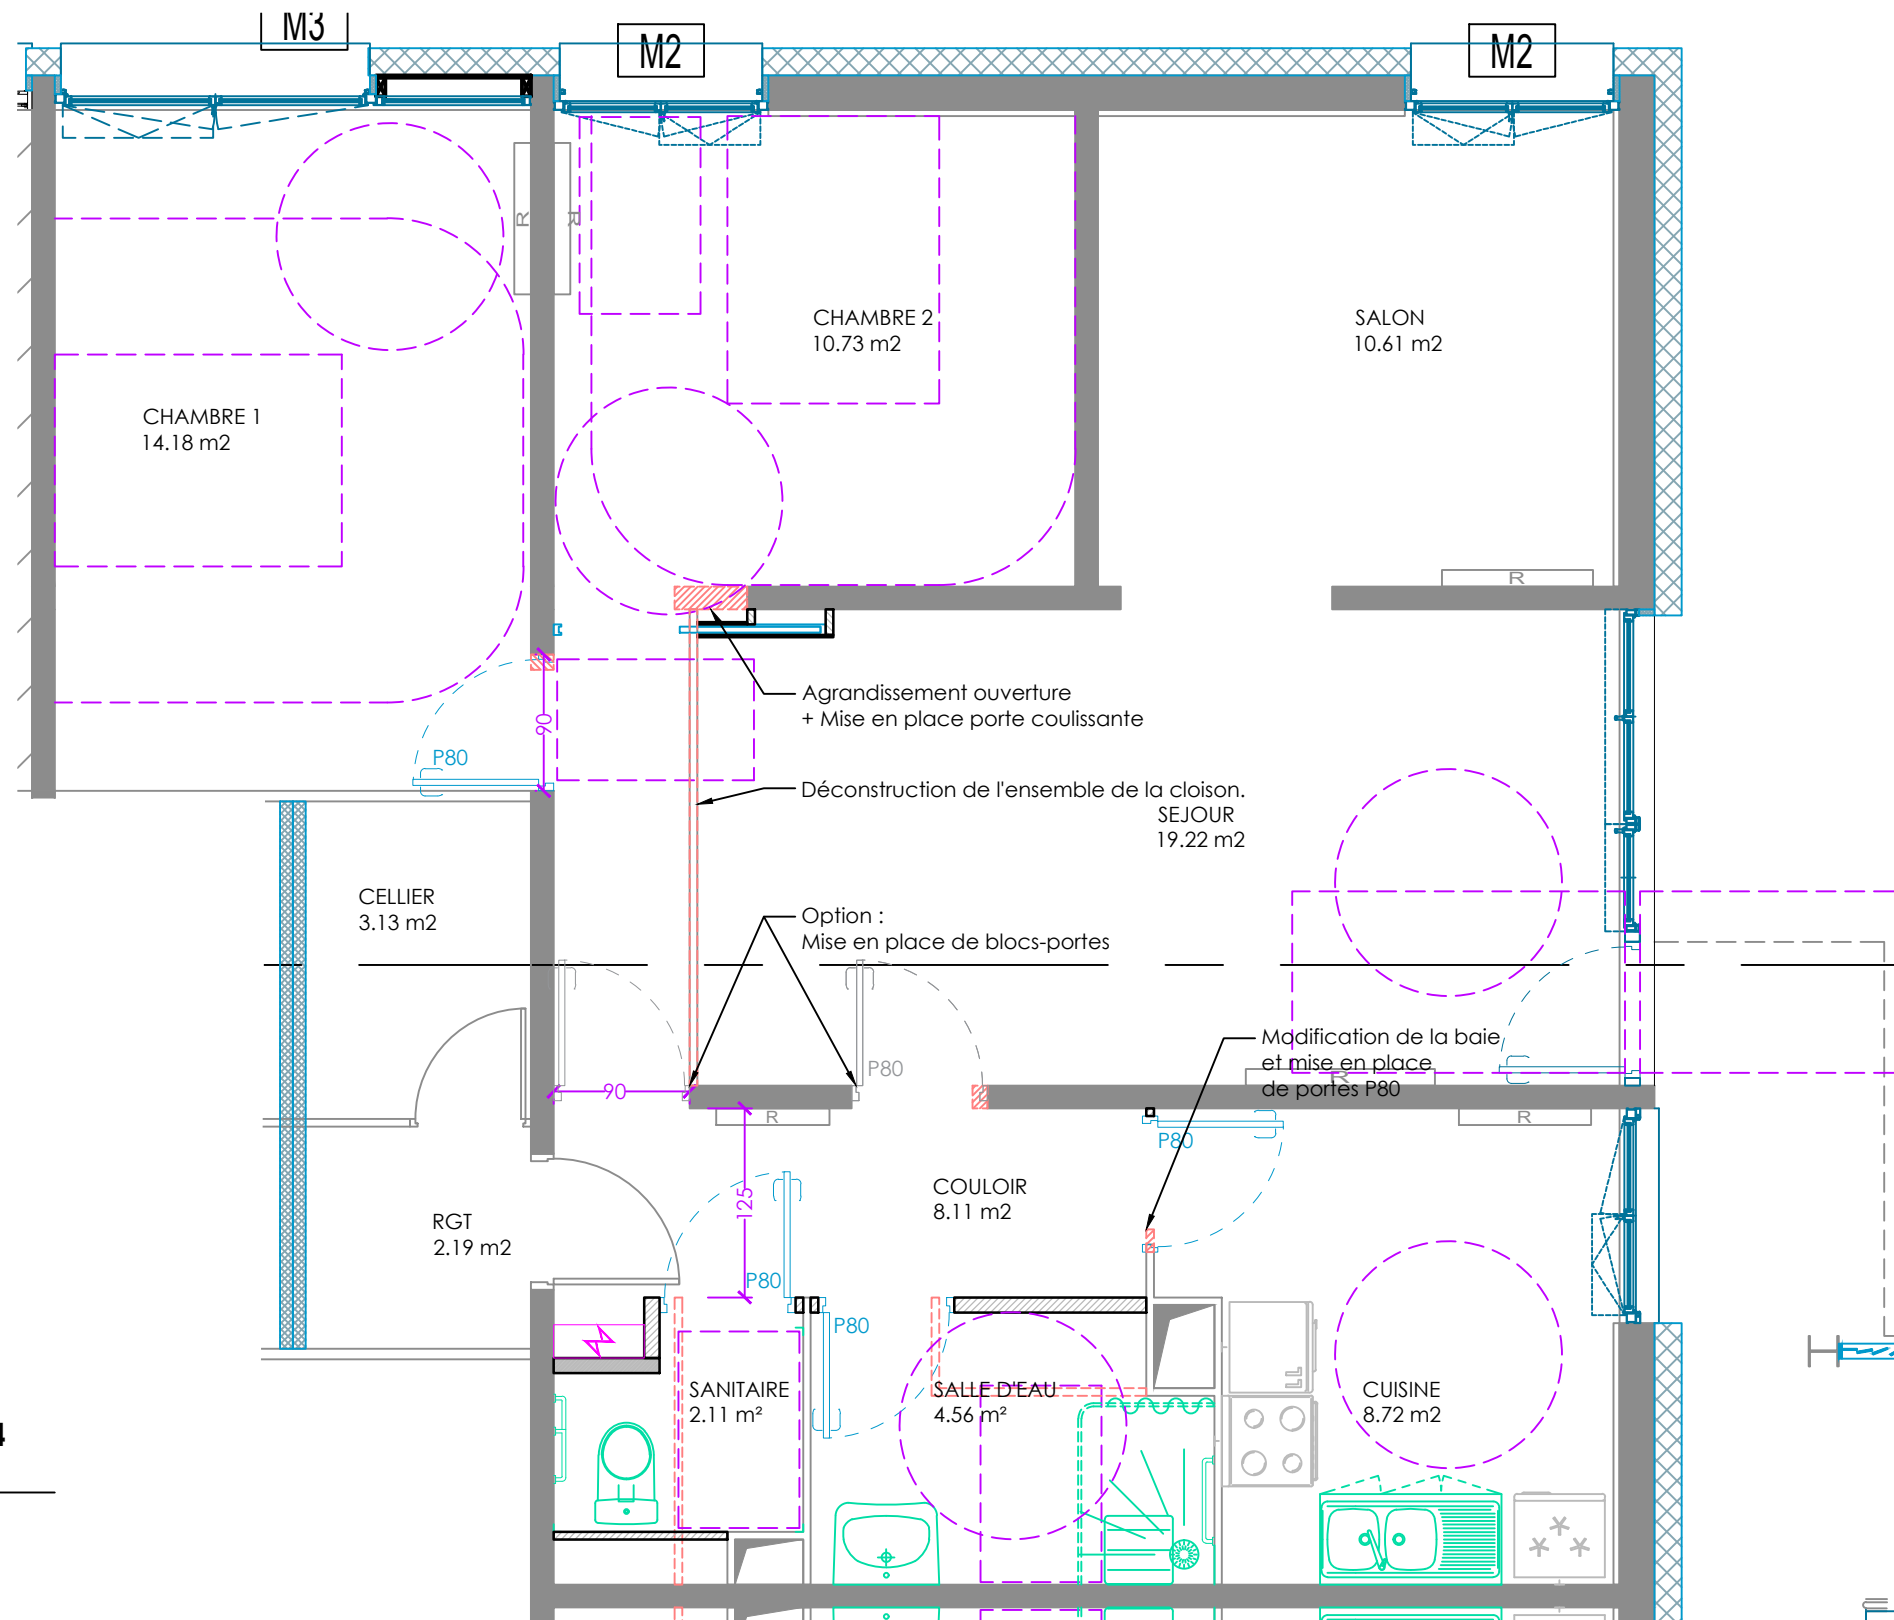 M3
M2
M2
R
R
CHAMBRE 2
10.73 m2
SALON
10.61 m2
CHAMBRE 1
14.18 m2
R
Agrandissement ouverture
+ Mise en place porte coulissante
90
P80
Déconstruction de l'ensemble de la cloison.
SEJOUR
19.22 m2
CELLIER
3.13 m2
Option :
Mise en place de blocs-portes
Modification de la baie
et mise en place
de portes P80
P80
R
90
R
R
P80
125
COULOIR
8.11 m2
RGT
2.19 m2
P80
P80
LL
SANITAIRE
2.11 m²
SALLE D'EAU
4.56 m²
CUISINE
8.72 m2
4